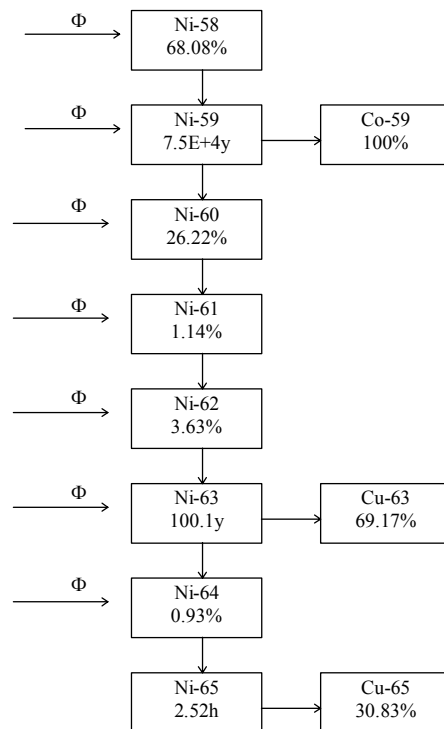 Φ
Ni-58
68.08%
Φ
Ni-59
7.5E+4y
Co-59
100%
Φ
Ni-60
26.22%
Φ
Ni-61
1.14%
Φ
Ni-62
3.63%
Φ
Ni-63
100.1y
Cu-63
69.17%
Φ
Ni-64
0.93%
Ni-65
2.52h
Cu-65
30.83%